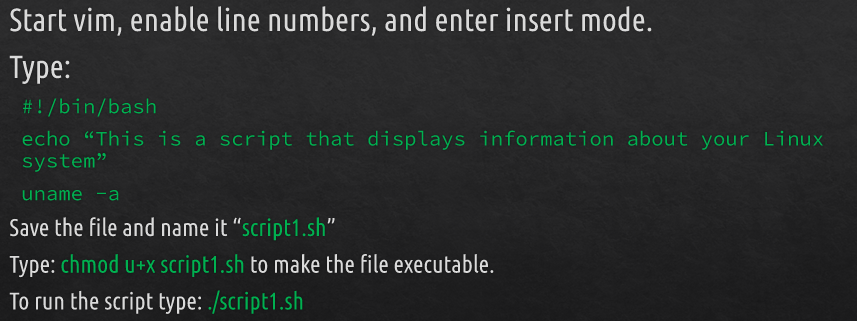 Start vim, enable line numbers, and enter insert mode.
Type:
#!/bin/bash
echo “This is a script that displays information about your Linux
system”
uname –a
Save the file and name it “script1.sh”
Type: chmod u+x script1.sh to make the file executable.
To run the script type: ./script1.sh